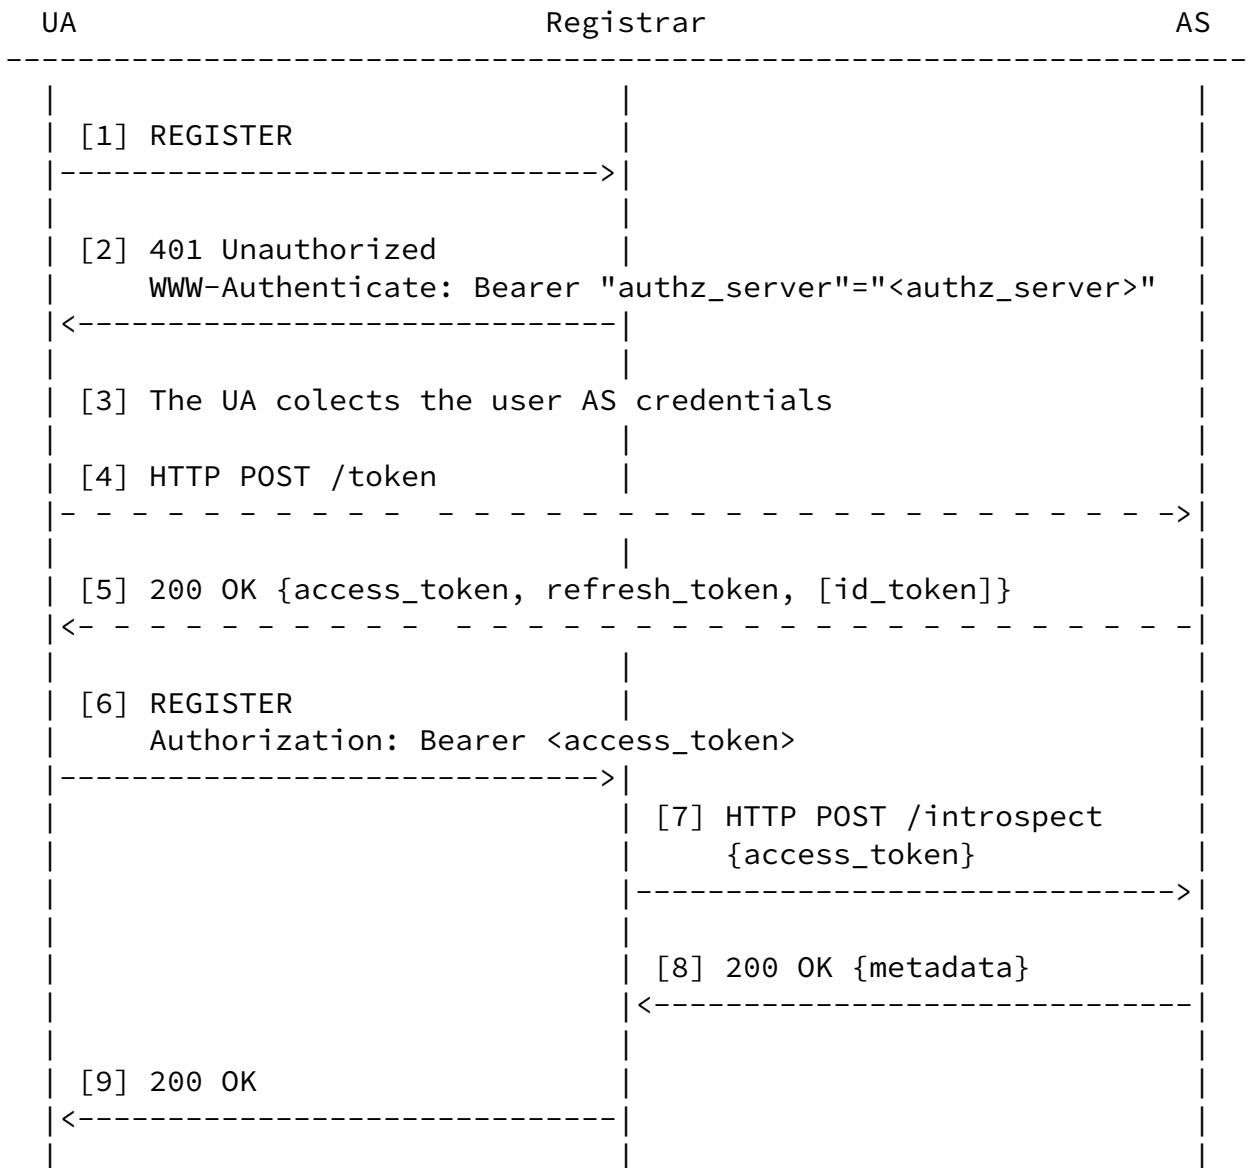 UA Registrar AS
[1] REGISTER
[2] 401 Unauthorized
WWW-Authenticate: Bearer "authz_server"="<authz_server>"
[3] The UA colects the user AS credentials
[4] HTTP POST /token
[5] 200 OK {access_token, refresh_token, [id_token]}
[6] REGISTER
Authorization: Bearer <access_token>
[7] HTTP POST /introspect
{access_token}
[8] 200 OK {metadata}
[9] 200 OK